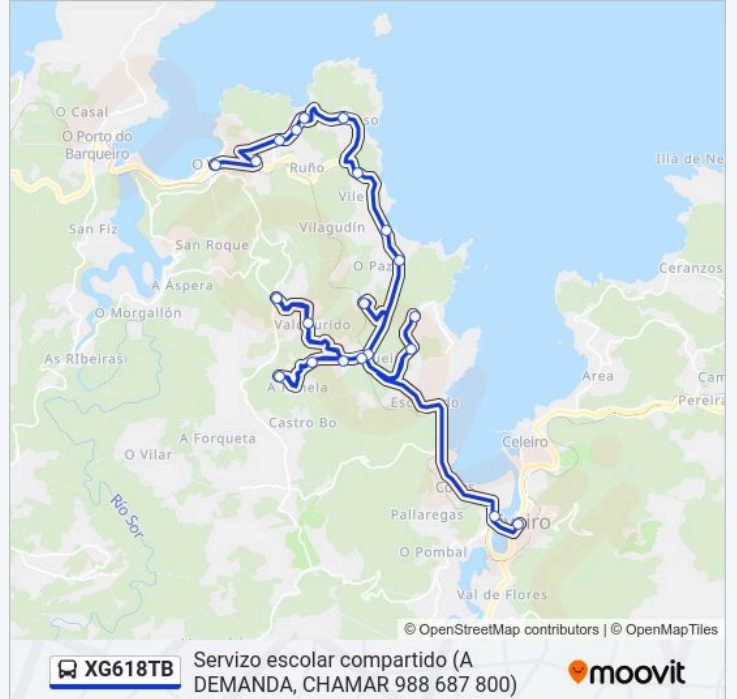 O Casal
O Porto do
Barqueiro
Ruño
Illa de Ne
San Fiz
Vilagudín
San Roque
O Paz
Ceranzos
A Áspera
O Morgallón
As RIbeiras
Area
Cam
Pereira
Castro Bo
A Forqueta
Celeiro
O Vilar
Río Sor
Pallaregas
O Pombal
Val de Flores
© OpenStreetMap contributors | © OpenMapTiles
XG618TB
Servizo escolar compartido (A
DEMANDA, CHAMAR 988 687 800)
moovit